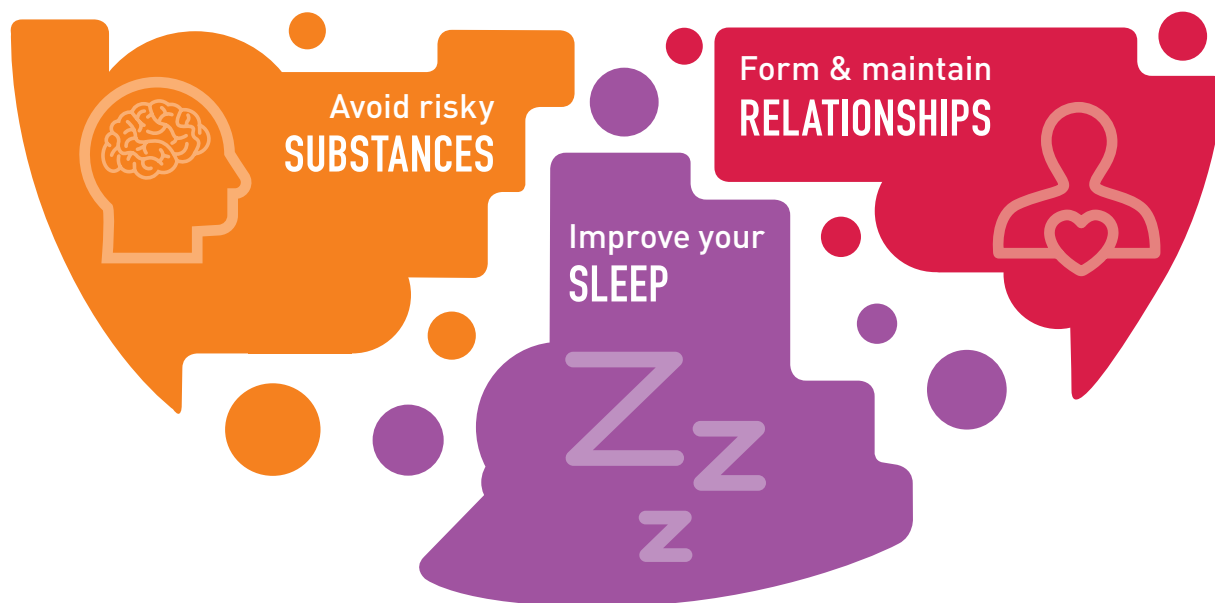 Avoid risky
SUBSTANCES
Form & maintain
RELATIONSHIPS
Improve your
SLEEP
Z
z
z